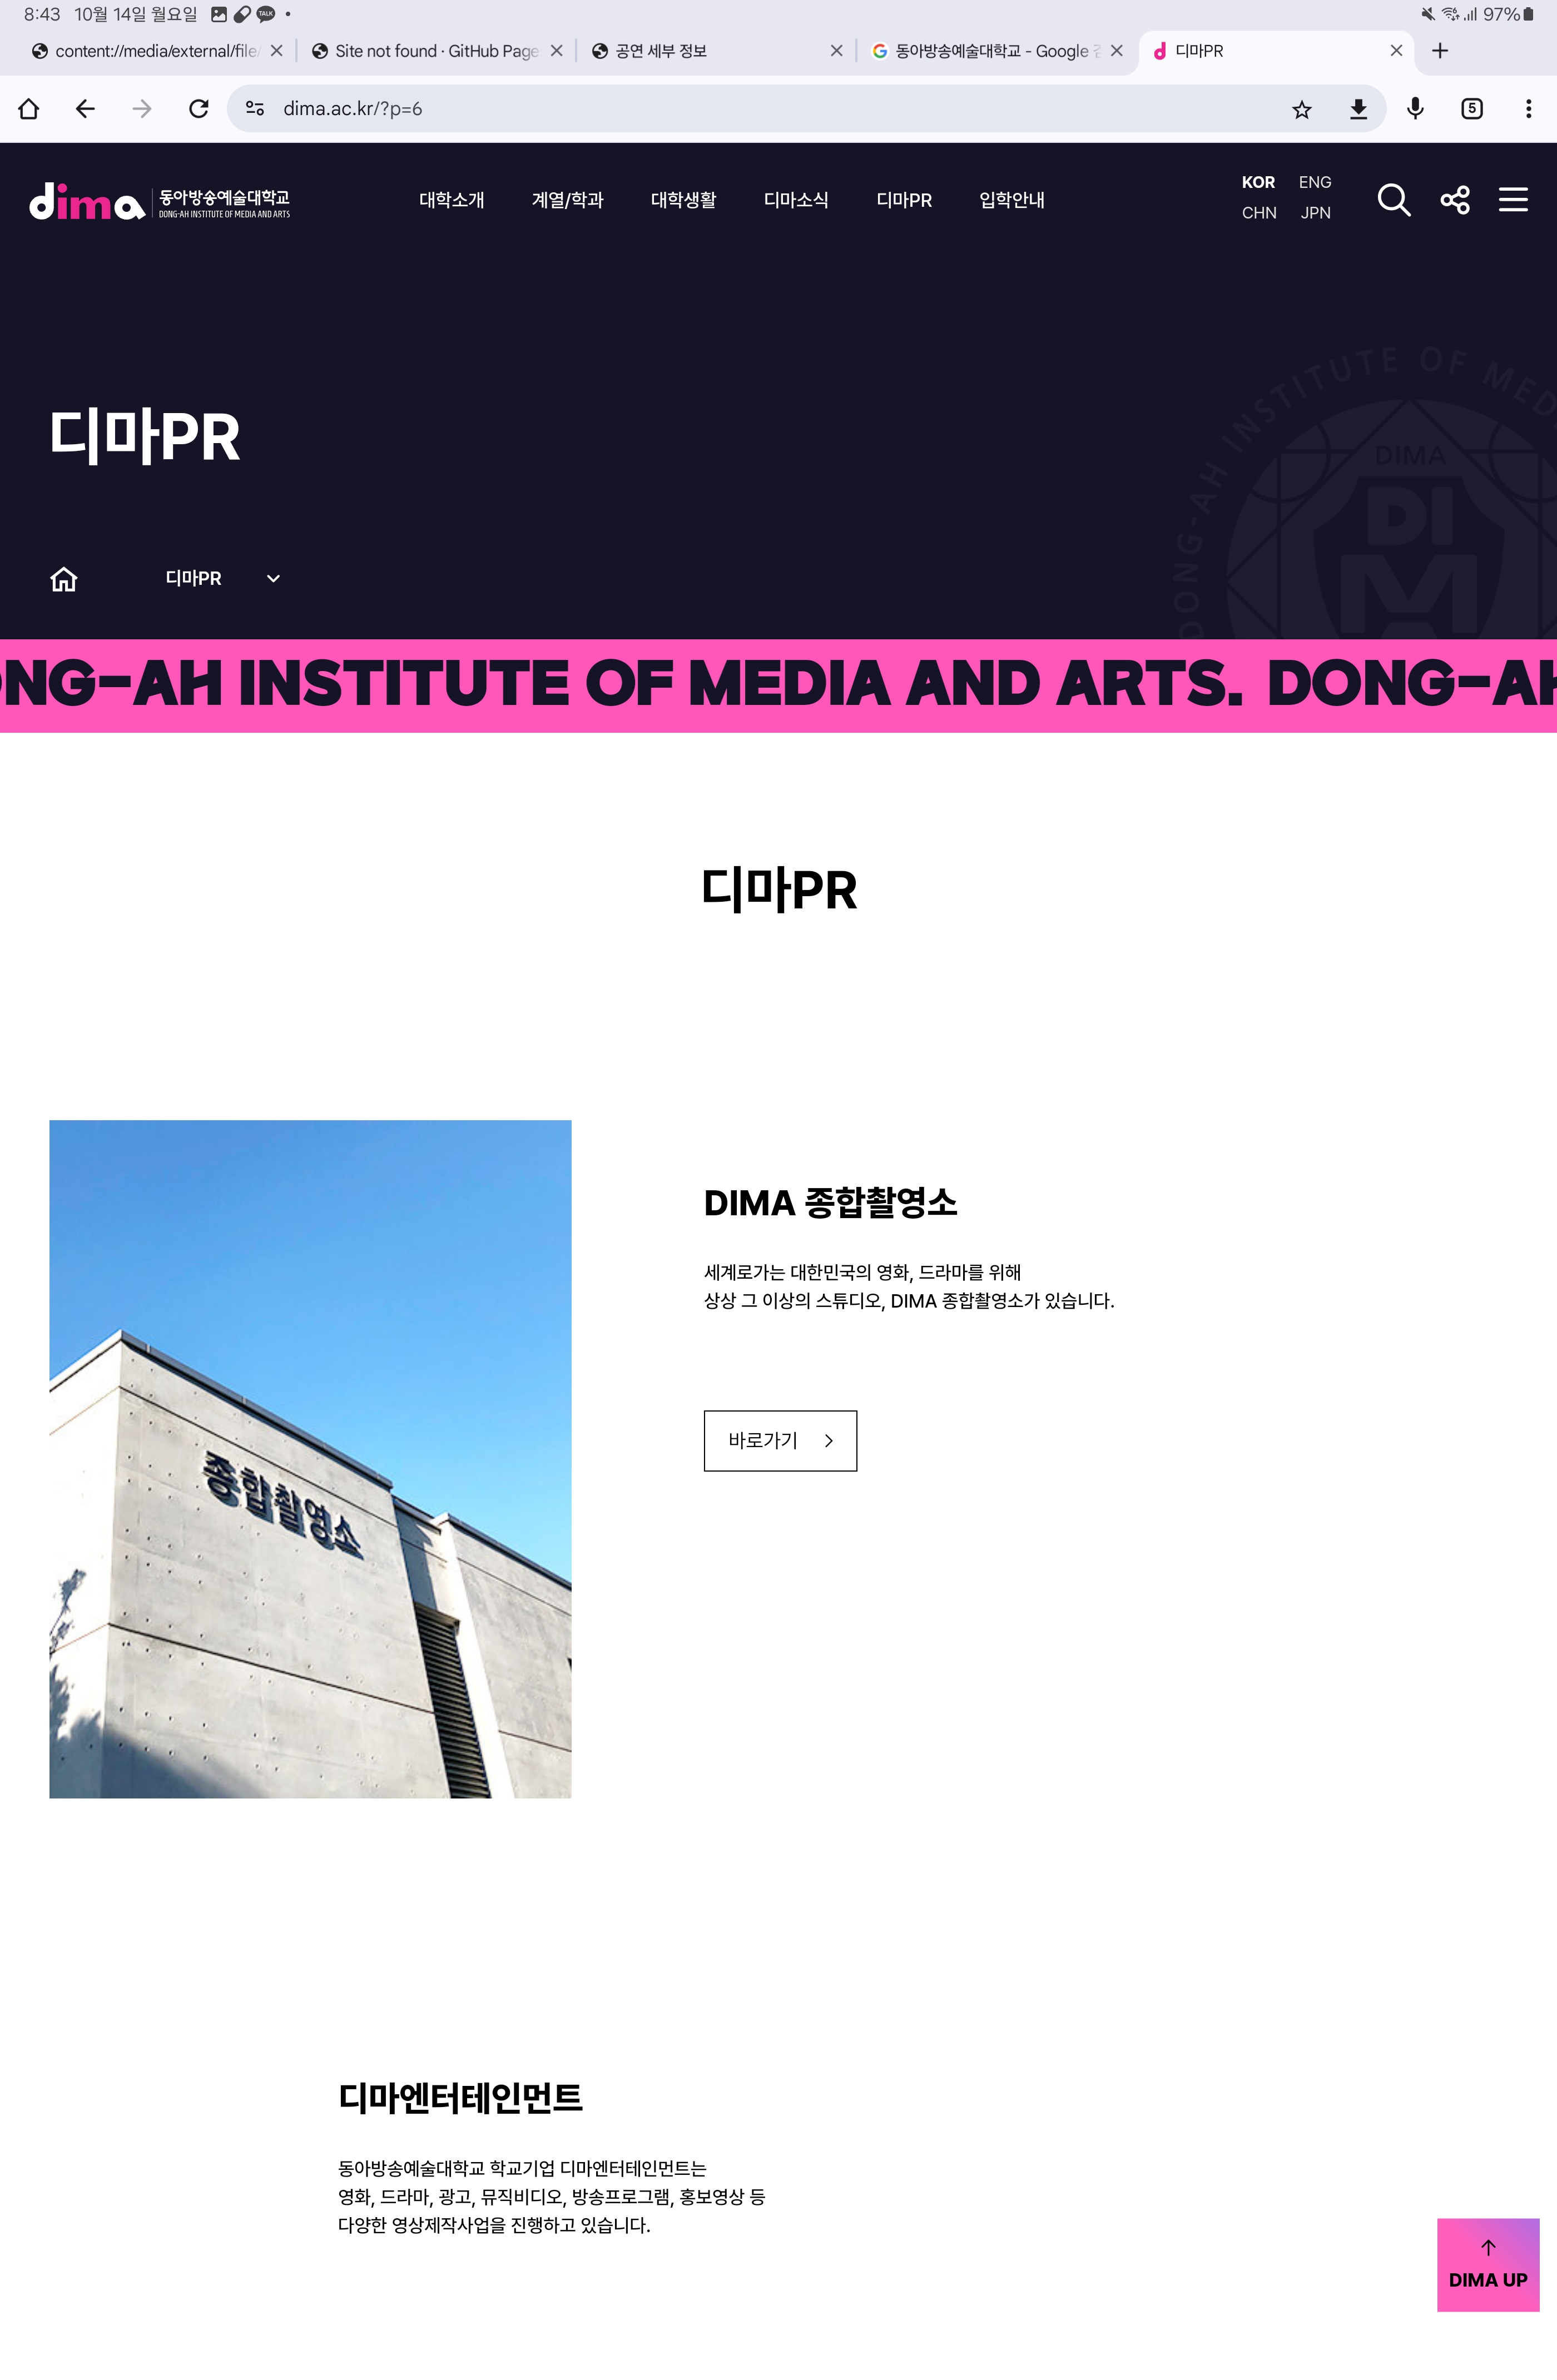 8:43 10월 14일 월요일 TALK 97%
content://media/external/file/
Site not found · GitHub Page
공연 세부 정보
동아방송예술대학교 - Google
디마PR
dima.ac.kr/?p=6
5
dima 동아방송예술대학교
DONG-AH INSTITUTE OF MEDIA AND ARTS
대학소개 계열/학과 대학생활 디마소식 디마PR 입학안내
KOR ENG
CHN JPN
디마PR
DONG-AH INSTITUTE OF MED
DIMA
DI
M
디마PR
ONG-AH INSTITUTE OF MEDIA AND ARTS. DONG-AH
디마PR
종합촬영소
DIMA 종합촬영소
세계로가는 대한민국의 영화, 드라마를 위해
상상 그 이상의 스튜디오, DIMA 종합촬영소가 있습니다.
바로가기
디마엔터테인먼트
동아방송예술대학교 학교기업 디마엔터테인먼트는
영화, 드라마, 광고, 뮤직비디오, 방송프로그램, 홍보영상 등
다양한 영상제작사업을 진행하고 있습니다.
DIMA UP